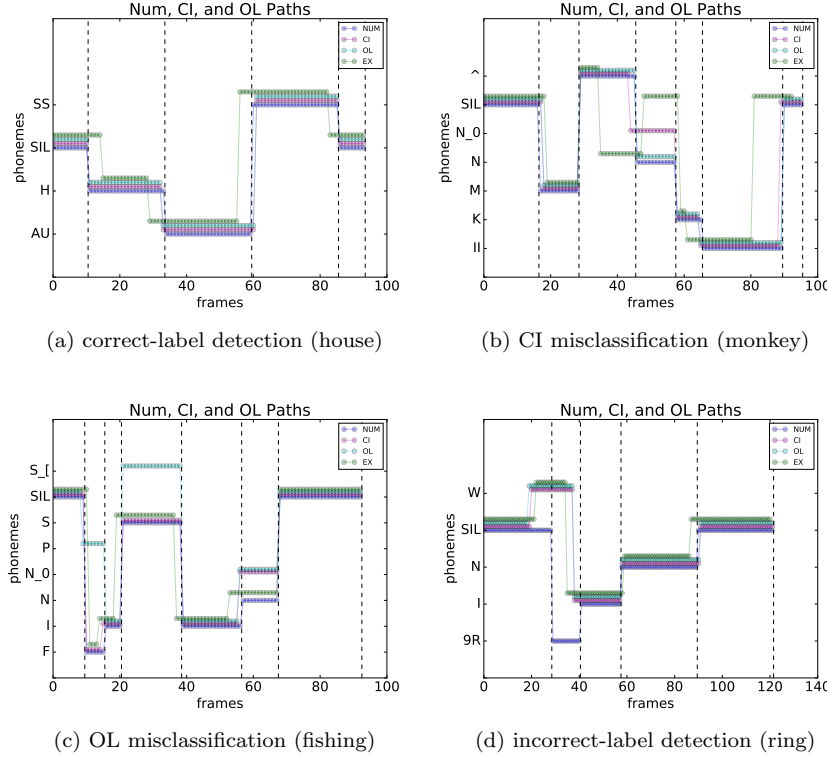 Num, CI, and OL Paths
NUM
CI
OL
EX
phonemes
SS
SIL
H
AU
0 20 40 60 80 100
frames
(a) correct-label detection (house)
Num, CI, and OL Paths
NUM
CI
OL
EX
phonemes
^
SIL
N_0
N
M
K
II
0 20 40 60 80 100
frames
(b) CI misclassification (monkey)
Num, CI, and OL Paths
NUM
CI
OL
EX
phonemes
S_[
SIL
S
P
N_0
N
I
F
0 20 40 60 80 100
frames
(c) OL misclassification (fishing)
Num, CI, and OL Paths
NUM
CI
OL
EX
phonemes
W
SIL
N
I
9R
0 20 40 60 80 100 120 140
frames
(d) incorrect-label detection (ring)